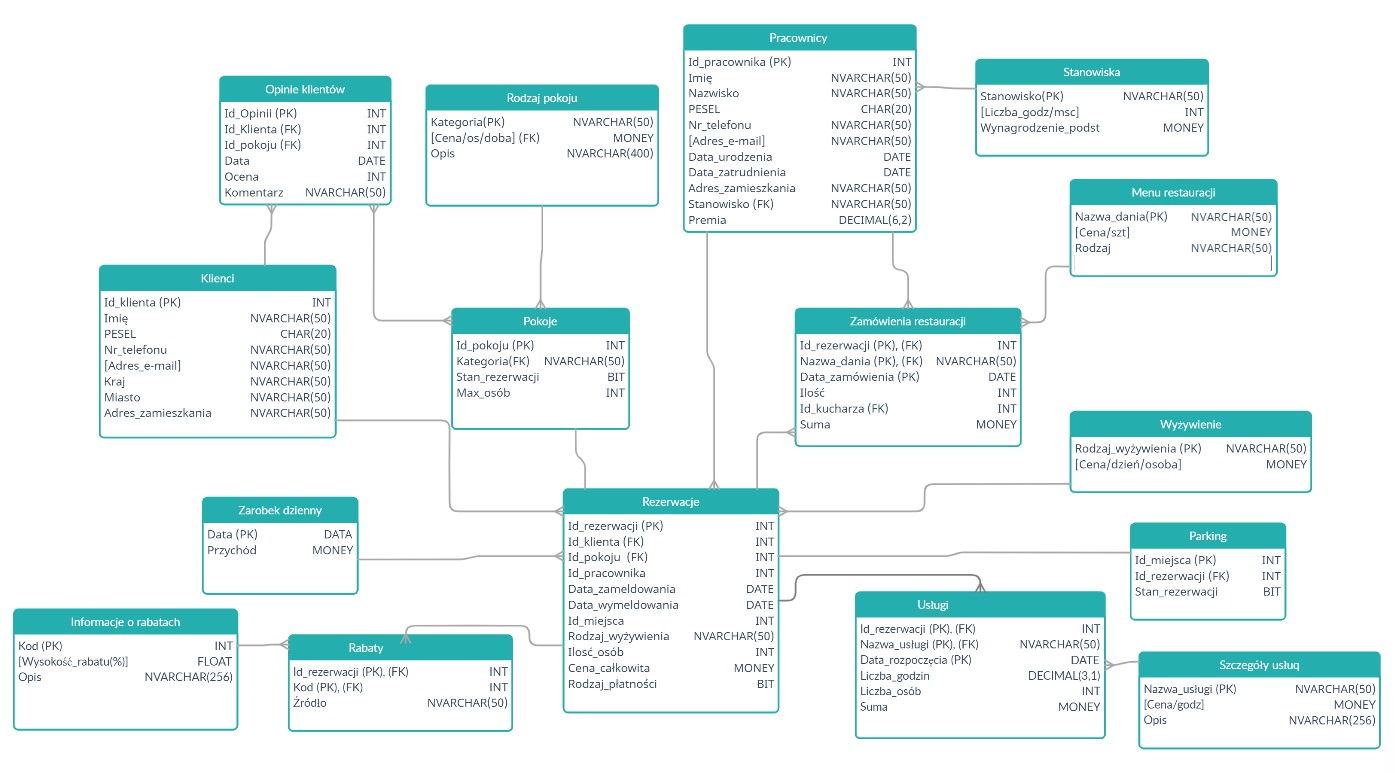 Pracownicy
Id_pracownika (PK) INT
Imię NVARCHAR(50)
Nazwisko NVARCHAR(50)
PESEL CHAR(20)
Nr_telefonu NVARCHAR(50)
[Adres_e-mail] NVARCHAR(50)
Data_urodzenia DATE
Data_zatrudnienia DATE
Adres_zamieszkania NVARCHAR(50)
Stanowisko (FK) NVARCHAR(50)
Premia DECIMAL(6,2)
Stanowiska
Stanowisko(PK) NVARCHAR(50)
[Liczba_godz/msc] INT
Wynagrodzenie_podst MONEY
Opinie klientów
Id_Opinii (PK) INT
Id_Klienta (FK) INT
Id_pokoju (FK) INT
Data DATE
Ocena INT
Komentarz NVARCHAR(50)
Rodzaj pokoju
Kategoria(PK) NVARCHAR(50)
[Cena/os/doba] (FK) MONEY
Opis NVARCHAR(400)
Menu restauracji
Nazwa_dania(PK) NVARCHAR(50)
[Cena/szt] MONEY
Rodzaj NVARCHAR(50)
Klienci
Id_klienta (PK) INT
Imię NVARCHAR(50)
PESEL CHAR(20)
Nr_telefonu NVARCHAR(50)
[Adres_e-mail] NVARCHAR(50)
Kraj NVARCHAR(50)
Miasto NVARCHAR(50)
Adres_zamieszkania NVARCHAR(50)
Pokoje
Id_pokoju (PK) INT
Kategoria(FK) NVARCHAR(50)
Stan_rezerwacji BIT
Max_osób INT
Zamówienia restauracji
Id_rezerwacji (PK), (FK) INT
Nazwa_dania (PK), (FK) NVARCHAR(50)
Data_zamówienia (PK) DATE
Ilość INT
Id_kucharza (FK) INT
Suma MONEY
Wyżywienie
Rodzaj_wyżywienia (PK) NVARCHAR(50)
[Cena/dzień/osoba] MONEY
Zarobek dzienny
Data (PK) DATA
Przychód MONEY
Rezerwacje
Id_rezerwacji (PK) INT
Id_klienta (FK) INT
Id_pokoju (FK) INT
Id_pracownika INT
Data_zameldowania DATE
Data_wymeldowania DATE
Id_miejsca INT
Rodzaj_wyżywienia NVARCHAR(50)
Ilosć_osób INT
Cena_całkowita MONEY
Rodzaj_płatności BIT
Parking
Id_miejsca (PK) INT
Id_rezerwacji (FK) INT
Stan_rezerwacji BIT
Informacje o rabatach
Kod (PK) INT
[Wysokość_rabatu(%)] FLOAT
Opis NVARCHAR(256)
Rabaty
Id_rezerwacji (PK), (FK) INT
Kod (PK), (FK) INT
Źródło NVARCHAR(50)
Usługi
Id_rezerwacji (PK), (FK) INT
Nazwa_usługi (PK), (FK) NVARCHAR(50)
Data_rozpoczęcia (PK) DATE
Liczba_godzin DECIMAL(3,1)
Liczba_osób INT
Suma MONEY
Szczegóły usług
Nazwa_usługi (PK) NVARCHAR(50)
[Cena/godz] MONEY
Opis NVARCHAR(256)